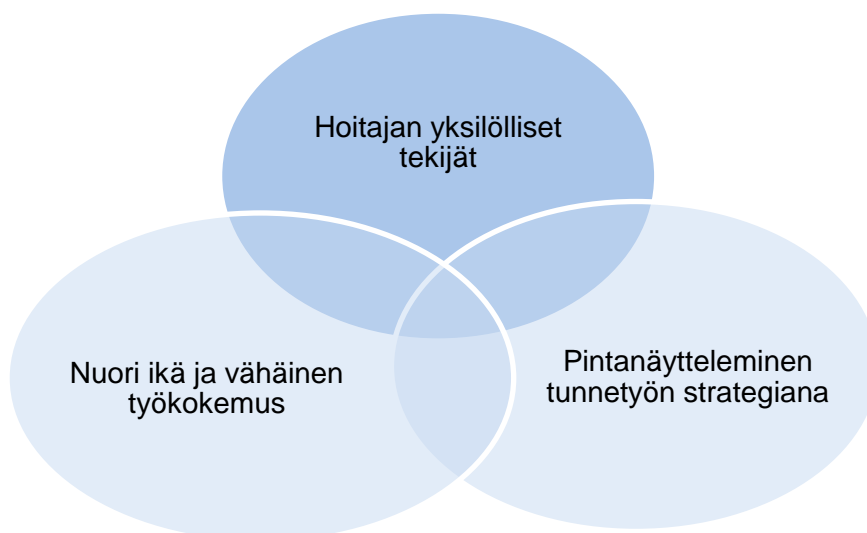 Hoitajan yksilölliset
tekijät
Nuori ikä ja vähäinen
työkokemus
Pintanäytteleminen
tunnetyön strategiana